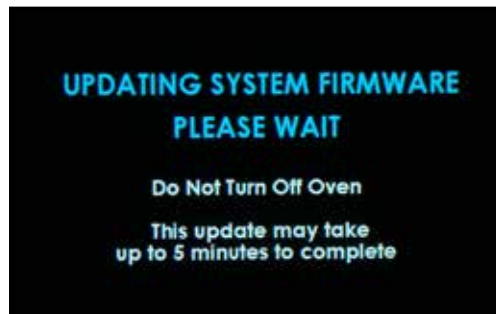 UPDATING SYSTEM FIRMWARE
PLEASE WAIT
Do Not Turn Off Oven
This update may take
up to 5 minutes to complete